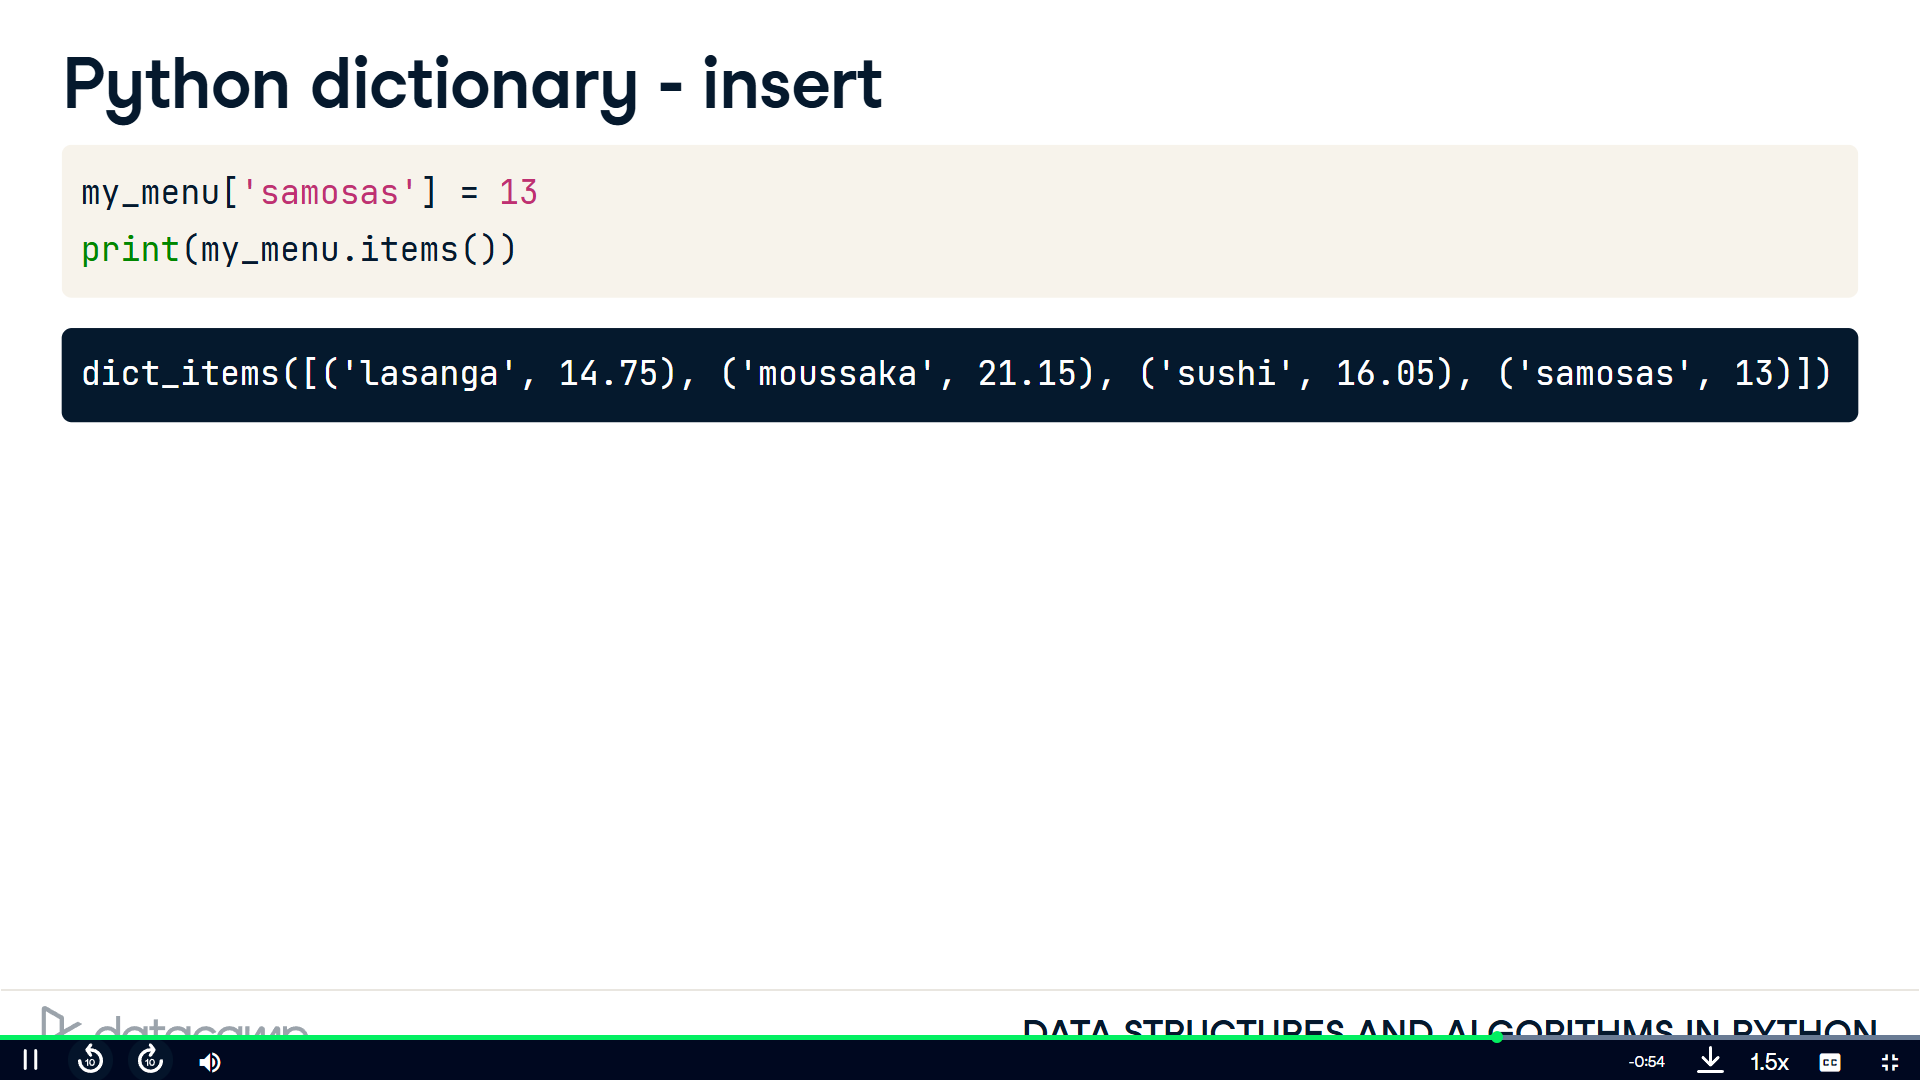 Python dictionary - insert
my_menu['samosas'] = 13
print(my_menu.items())
dict_items([('lasanga', 14.75), ('moussaka', 21.15), ('sushi', 16.05), ('samosas', 13)])
datacamp
DATA STRUCTURES AND ALGORITHMS IN PYTHON
10
10
-0:54
1.5x
CC